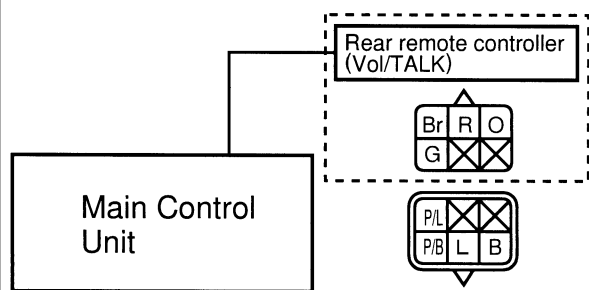 Rear remote controller
(Vol/TALK)
Br R O
G
Main Control
Unit
P/L
P/B L B